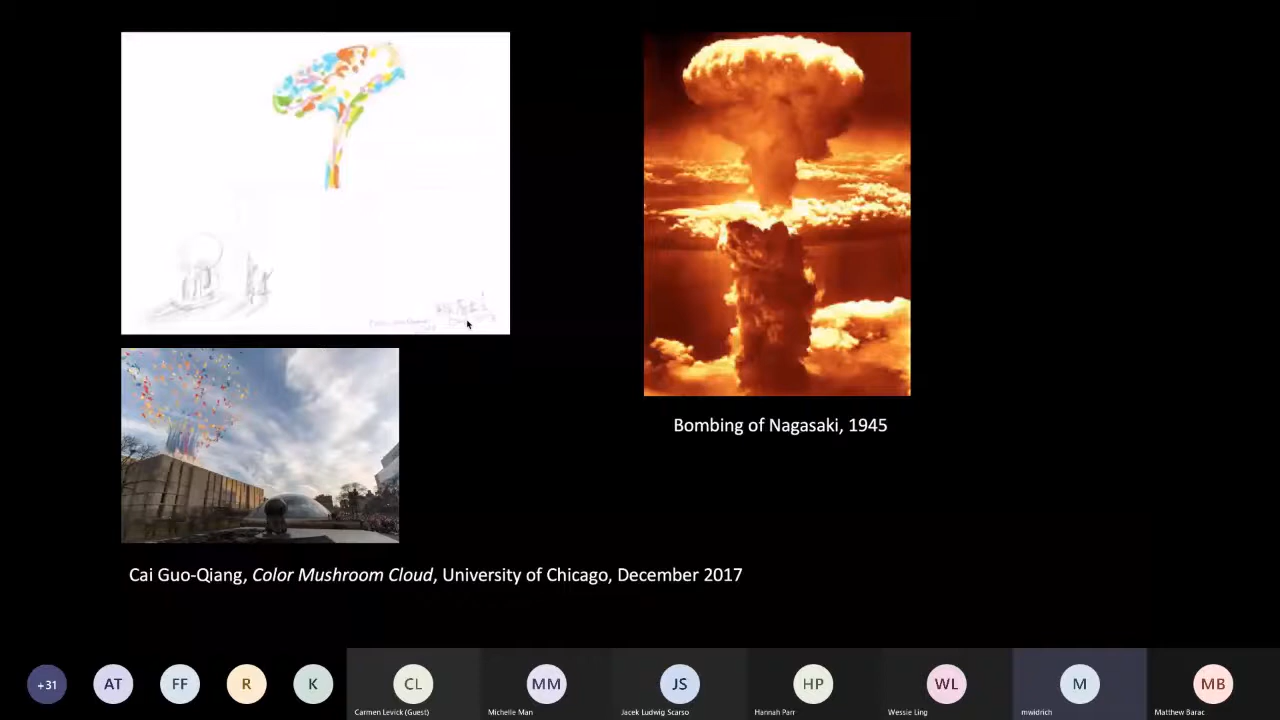 Bombing of Nagasaki, 1945
Cai Guo-Qiang, Color Mushroom Cloud, University of Chicago, December 2017
+31
AT
FF
R
K
CL
MM
JS
HP
WL
M
MB
Carmen Levick (Guest)
Michelle Man
Jacek Ludwig Scarso
Hannah Parr
Wessie Ling
mwidrich
Matthew Barac